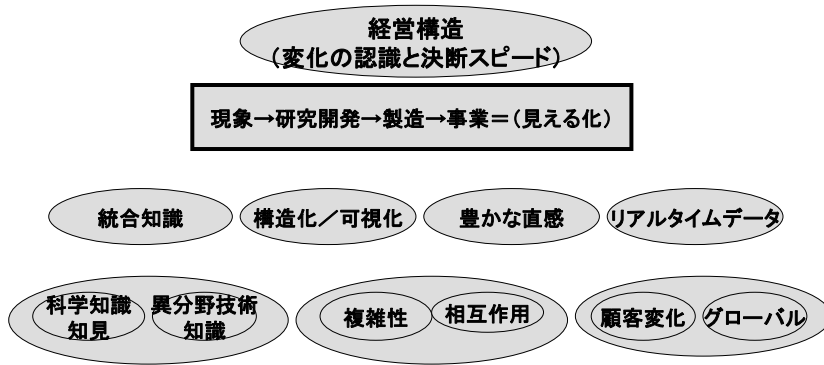 経営構造
（変化の認識と決断スピード）
現象→研究開発→製造→事業＝（見える化）
統合知識
構造化／可視化
豊かな直感
リアルタイムデータ
科学知識
知見
異分野技術
知識
複雑性
相互作用
顧客変化
グローバル